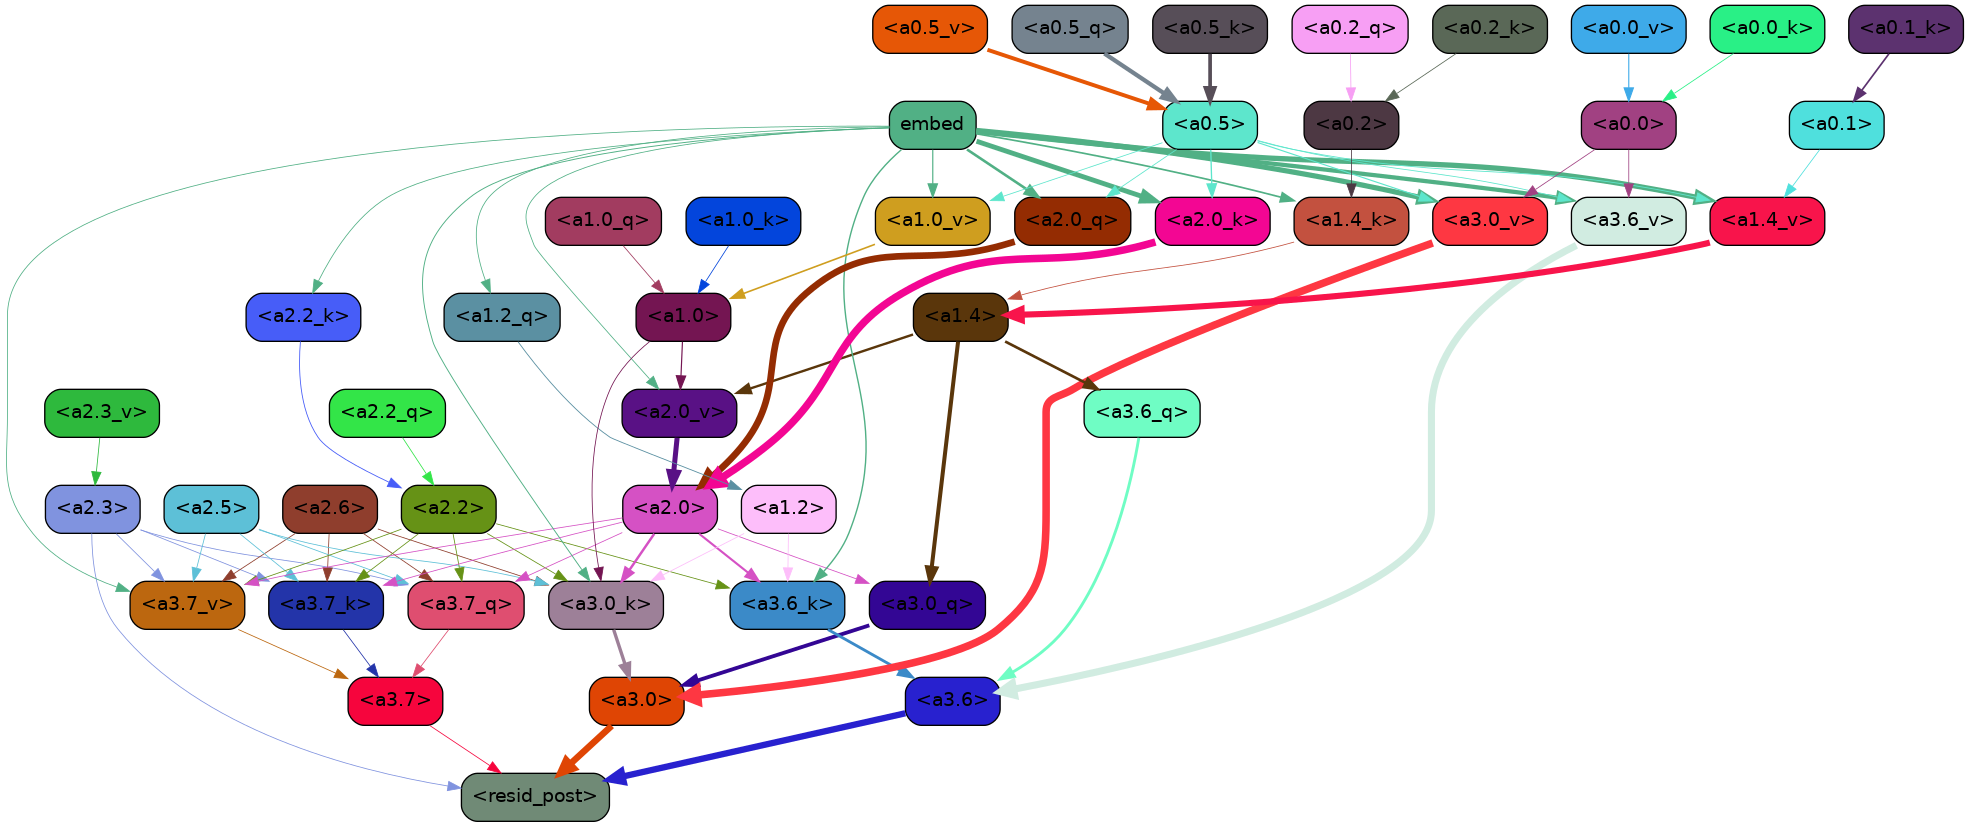 <a0.5_v> <a0.5_q> <a0.5_k> <a0.2_q> <a0.2_k> <a0.0_v> <a0.0_k> <a0.1_k>
embed <a0.5> <a0.2> <a0.0> <a0.1>
<a1.0_q> <a1.0_k> <a1.0_v> <a2.0_q> <a2.0_k> <a1.4_k> <a3.0_v> <a3.6_v> <a1.4_v>
<a2.2_k> <a1.2_q> <a1.0> <a1.4>
<a2.3_v> <a2.2_q> <a2.0_v> <a3.6_q>
<a2.3> <a2.5> <a2.6> <a2.2> <a2.0> <a1.2>
<a3.7_v> <a3.7_k> <a3.7_q> <a3.0_k> <a3.6_k> <a3.0_q>
<a3.7> <a3.0> <a3.6>
<resid_post>